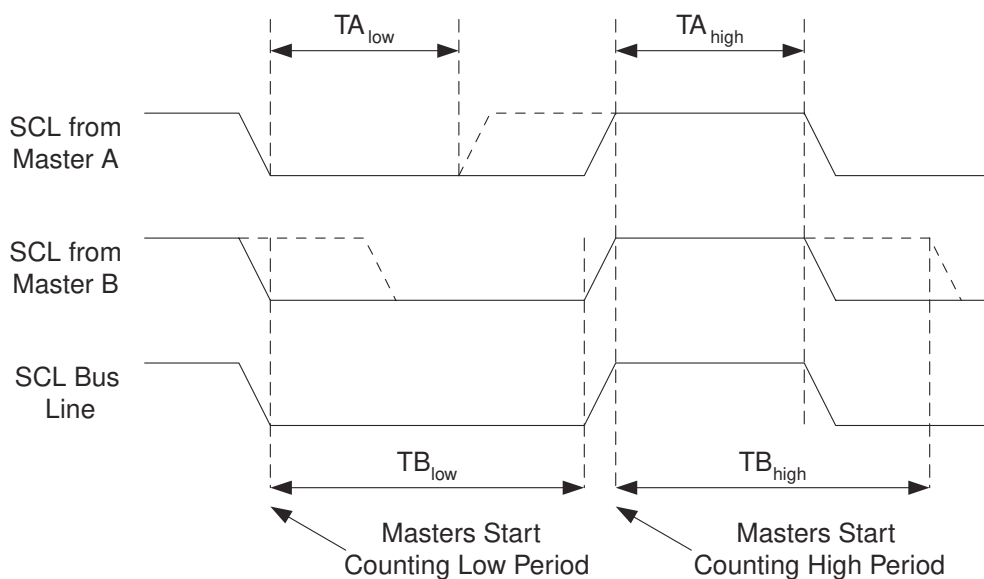 TA low
TA high
SCL from
Master A
SCL from
Master B
SCL Bus
Line
TB low
TB high
Masters Start
Counting Low Period
Masters Start
Counting High Period